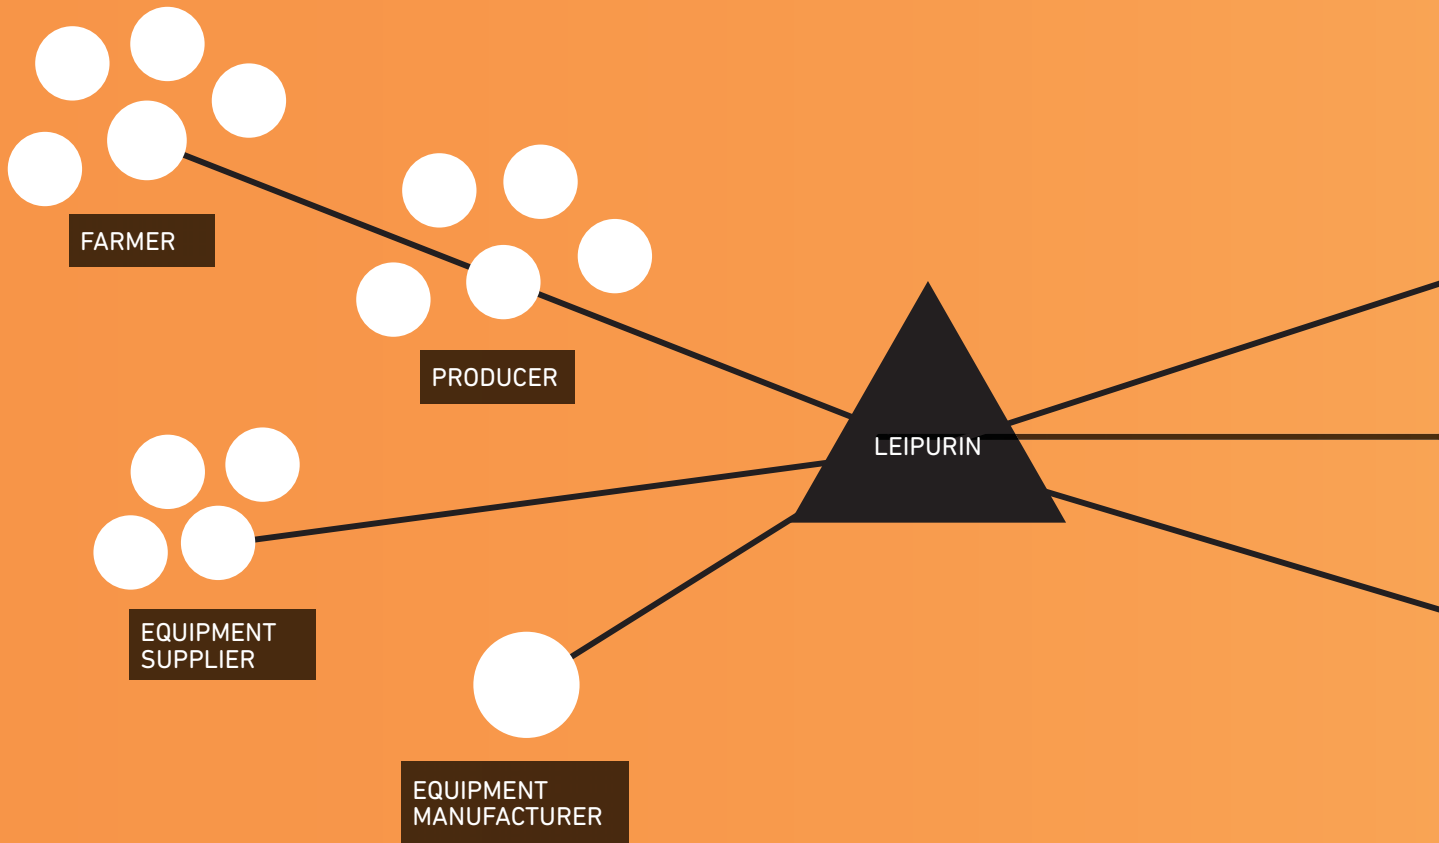 FARMER
PRODUCER
LEIPURIN
EQUIPMENT
SUPPLIER
EQUIPMENT
MANUFACTURER